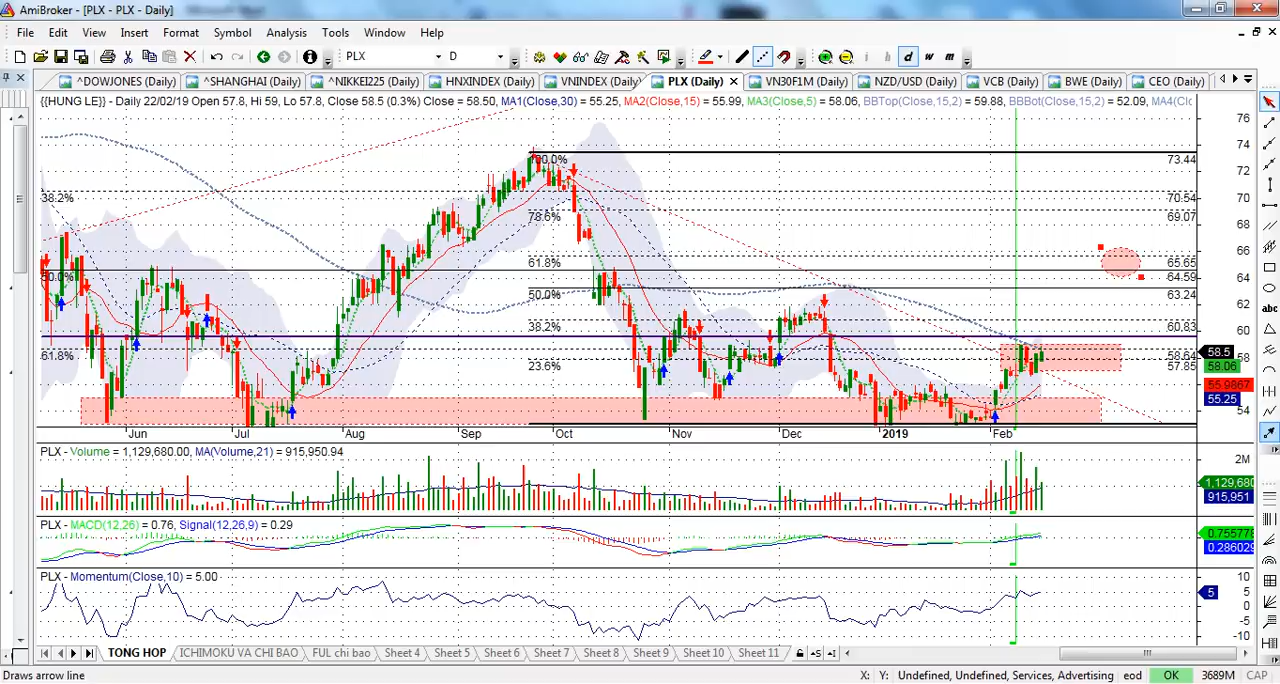 AmiBroker - [PLX - PLX - Daily]
File Edit View Insert Format Symbol Analysis Tools Window Help
PLX D i h d w m
^DOWJONES (Daily) ^SHANGHAI (Daily) ^NIKKEI225 (Daily) HNXINDEX (Daily) VNINDEX (Daily) PLX (Daily) VN30F1M (Daily) NZD/USD (Daily) VCB (Daily) BWE (Daily) CEO (Daily)
{{HUNG LE}} - Daily 22/02/19 Open 57.8, Hi 59, Lo 57.8, Close 58.5 (0.3%) Close = 58.50, MA1(Close,30) = 55.25, MA2(Close,15) = 55.99, MA3(Close,5) = 58.06, BBTop(Close,15,2) = 59.88, BBBot(Close,15,2) = 52.09, MA4(Cl
76
74
100.0% 73.44
72
38.2% 70.54 70
78.6% 69.07
68
66
61.8% 65.65
50.0% 64.59 64
50.0% 63.24
62
38.2% 60.83
60
61.8% 58.64 58 58.5
23.6% 57.85 58.06
55.9867
55.25
54
Jun Jul Aug Sep Oct Nov Dec 2019 Feb
PLX - Volume = 1,129,680.00, MA(Volume,21) = 915,950.94
2M
1,129,680
915,951
PLX - MACD(12,26) = 0.76, Signal(12,26,9) = 0.29
0.755778
0.286029
PLX - Momentum(Close,10) = 5.00
10
5
5
0
-5
-10
abc
TONG HOP ICHIMOKU VA CHI BAO UL chi bao Sheet 4 Sheet 5 Sheet 6 Sheet 7 Sheet 8 Sheet 9 Sheet 10 Sheet 11
Draws arrow line X: Y: Undefined, Undefined, Services, Advertising eod OK 3689M CAP